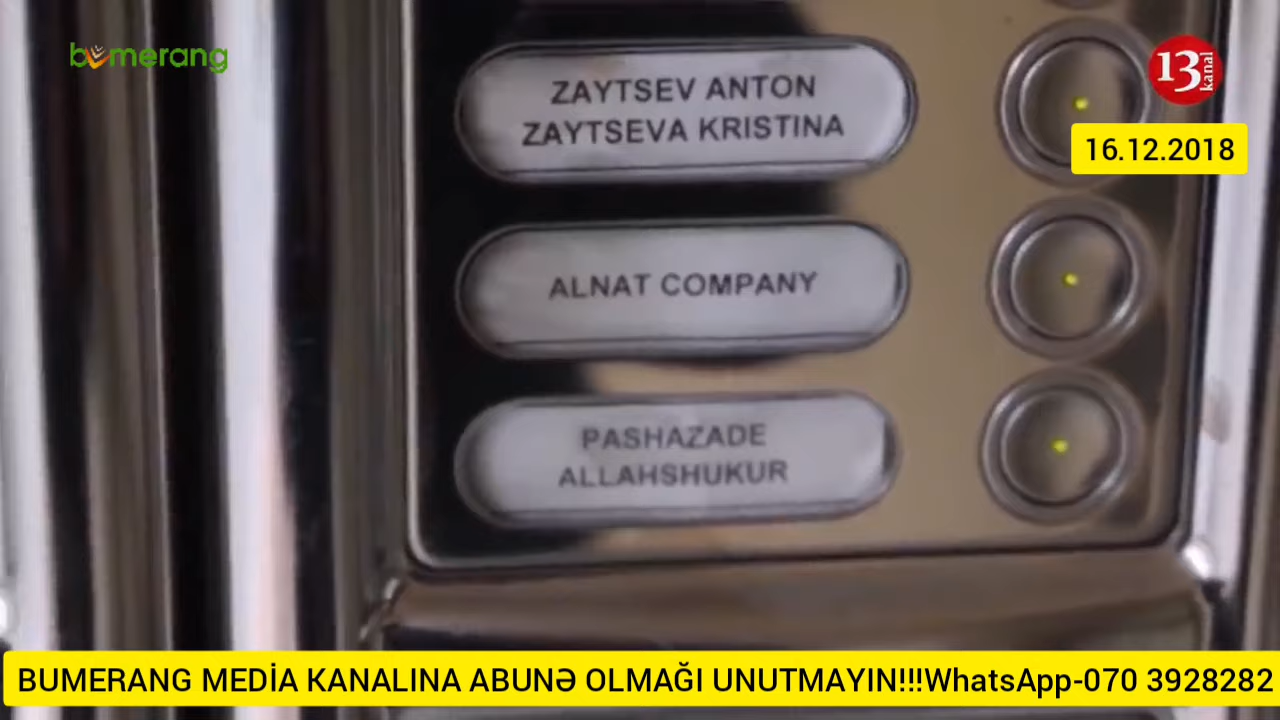 bumerang
13 kanal
ZAYTSEV ANTON
ZAYTSEVA KRISTINA
16.12.2018
ALNAT COMPANY
PASHAZADE
ALLAHSHUKUR
BUMERANG MEDİA KANALINA ABUNƏ OLMAĞI UNUTMAYIN!!!WhatsApp-070 3928282